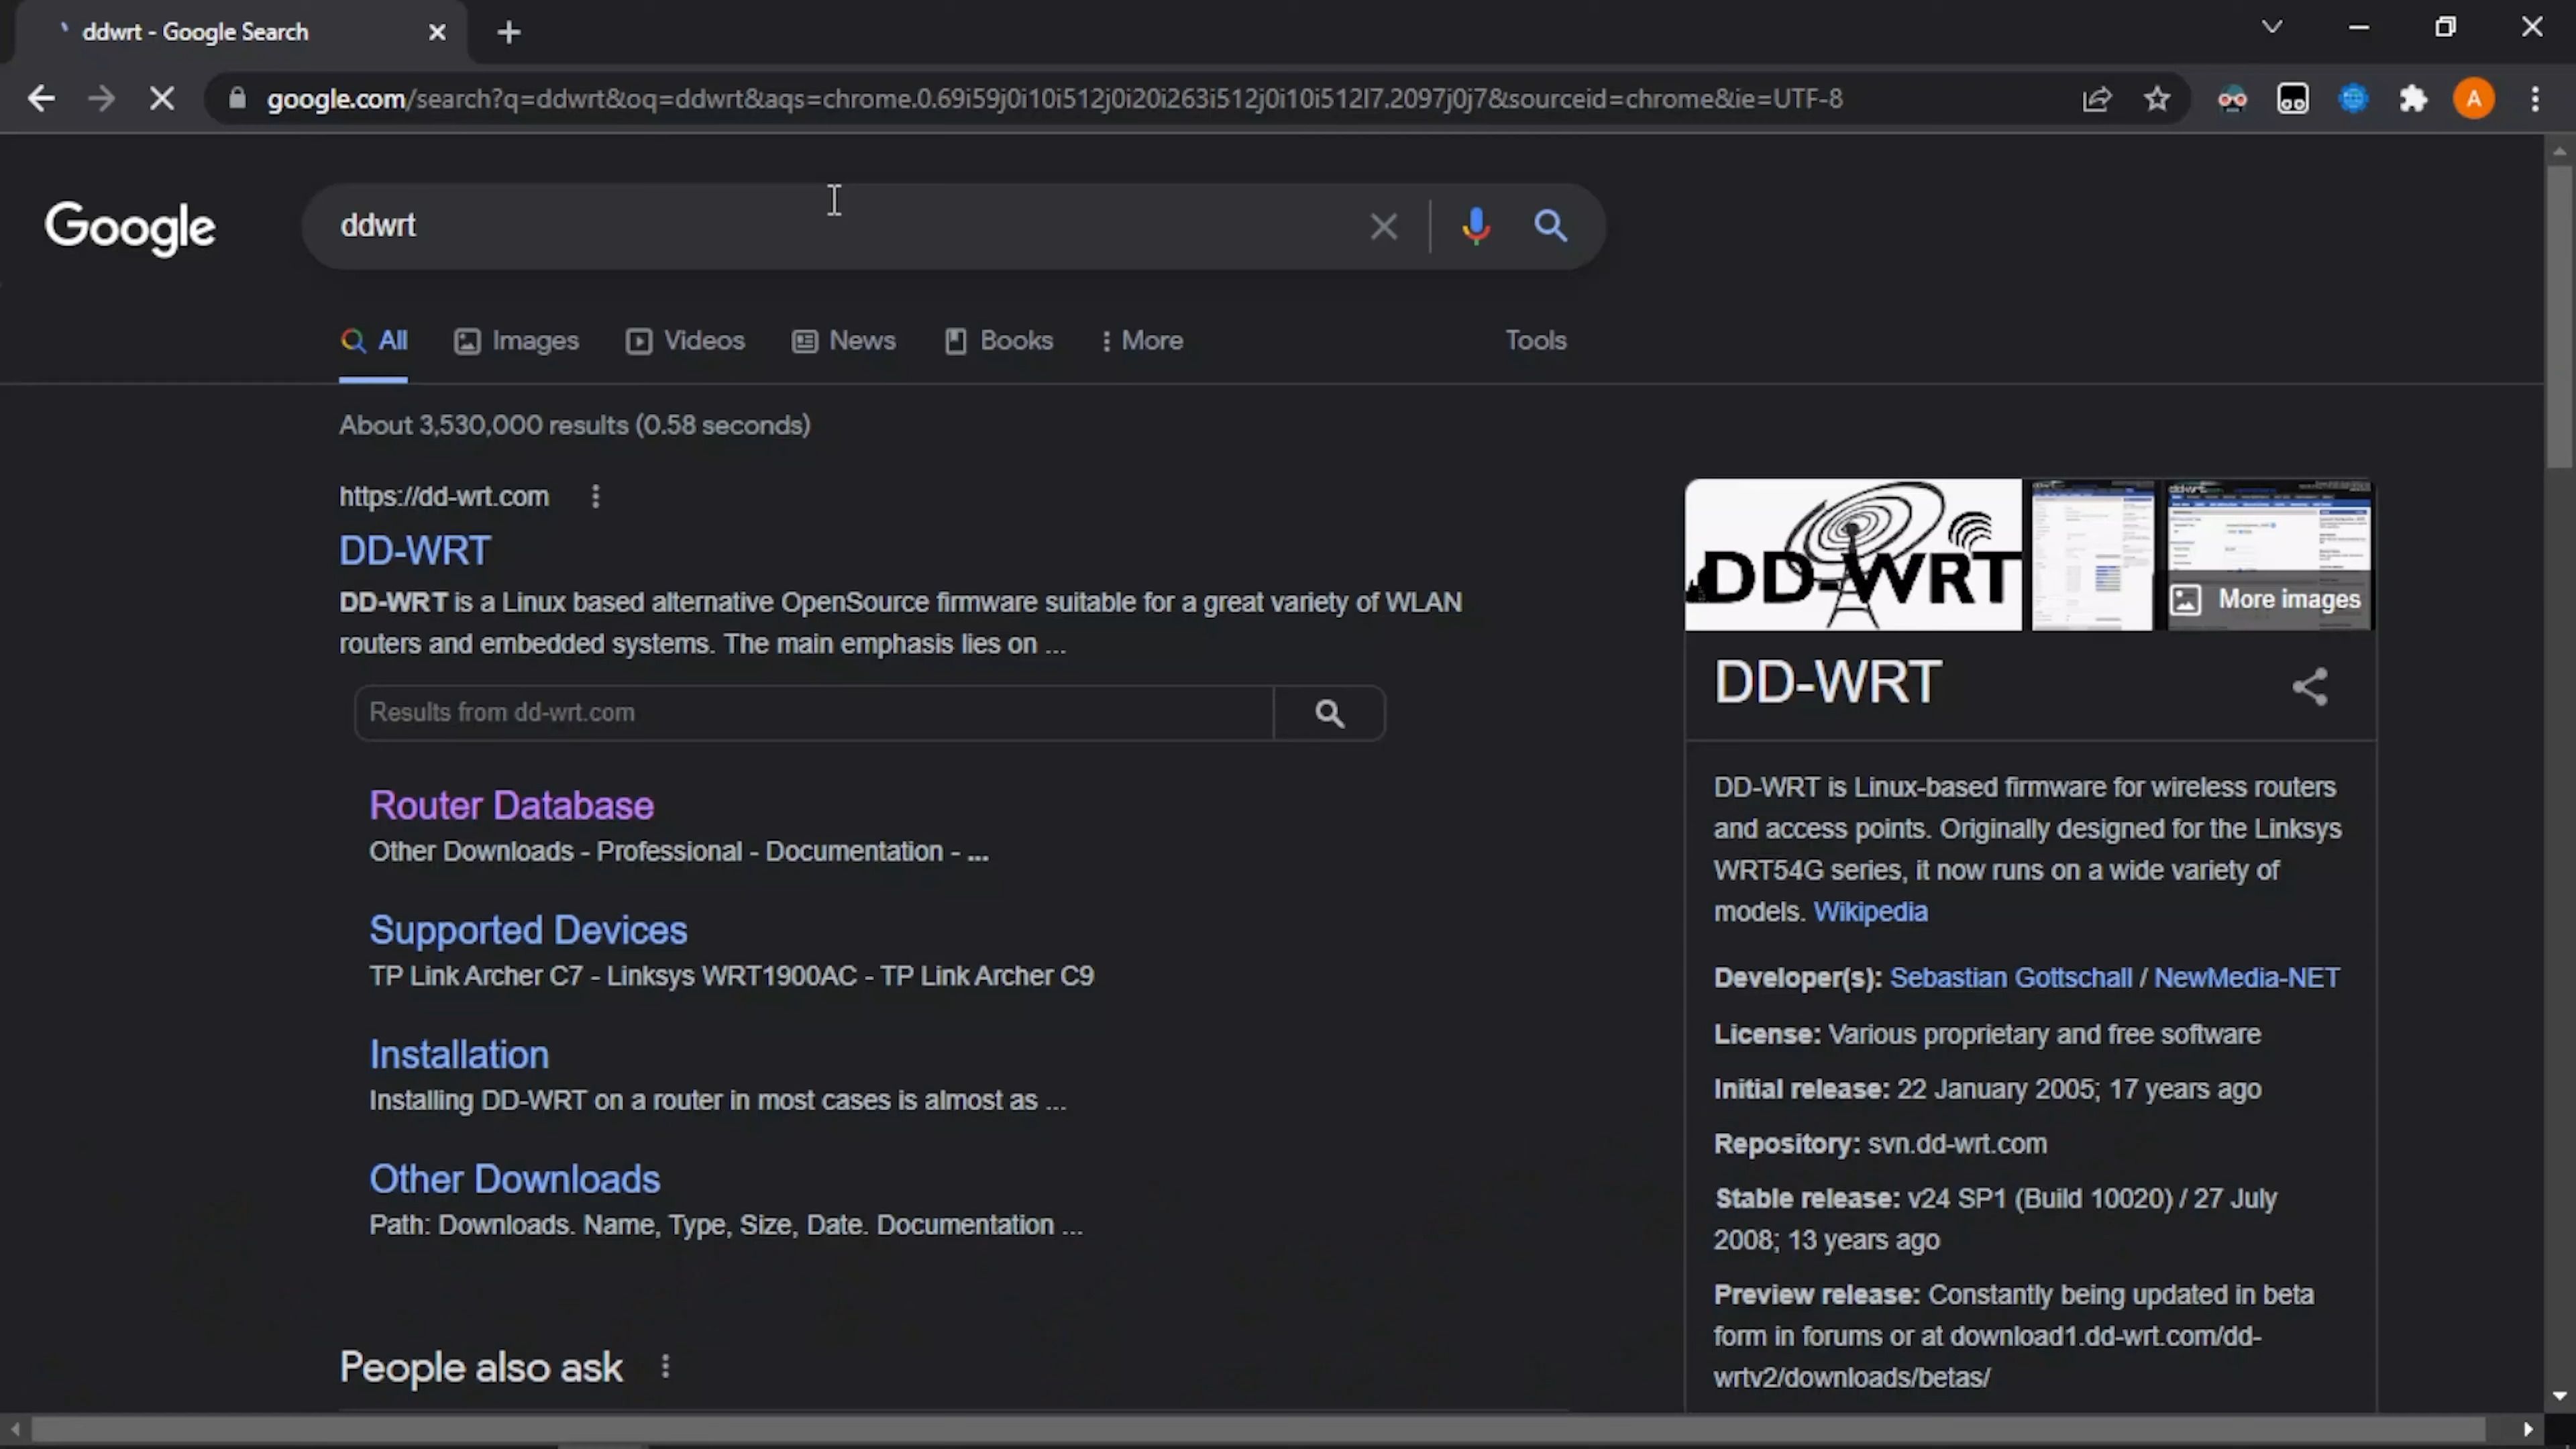 ddwrt - Google Search
google.com/search?q=ddwrt&oq=ddwrt&aqs=chrome.0.69i59j0i10i512j0i20i263i512j0i10i512l7.2097j0j7&sourceid=chrome&ie=UTF-8
A
Google
ddwrt
All
Images
Videos
News
Books
More
Tools
About 3,530,000 results (0.58 seconds)
https://dd-wrt.com
DD-WRT
DD-WRT is a Linux based alternative OpenSource firmware suitable for a great variety of WLAN
routers and embedded systems. The main emphasis lies on ...
Results from dd-wrt.com
Router Database
Other Downloads - Professional - Documentation - ...
Supported Devices
TP Link Archer C7 - Linksys WRT1900AC - TP Link Archer C9
Installation
Installing DD-WRT on a router in most cases is almost as ...
Other Downloads
Path: Downloads. Name, Type, Size, Date. Documentation ...
People also ask
DD-WRT
More images
DD-WRT
DD-WRT is Linux-based firmware for wireless routers
and access points. Originally designed for the Linksys
WRT54G series, it now runs on a wide variety of
models. Wikipedia
Developer(s): Sebastian Gottschall / NewMedia-NET
License: Various proprietary and free software
Initial release: 22 January 2005; 17 years ago
Repository: svn.dd-wrt.com
Stable release: v24 SP1 (Build 10020) / 27 July
2008; 13 years ago
Preview release: Constantly being updated in beta
form in forums or at download1.dd-wrt.com/dd-
wrtv2/downloads/betas/